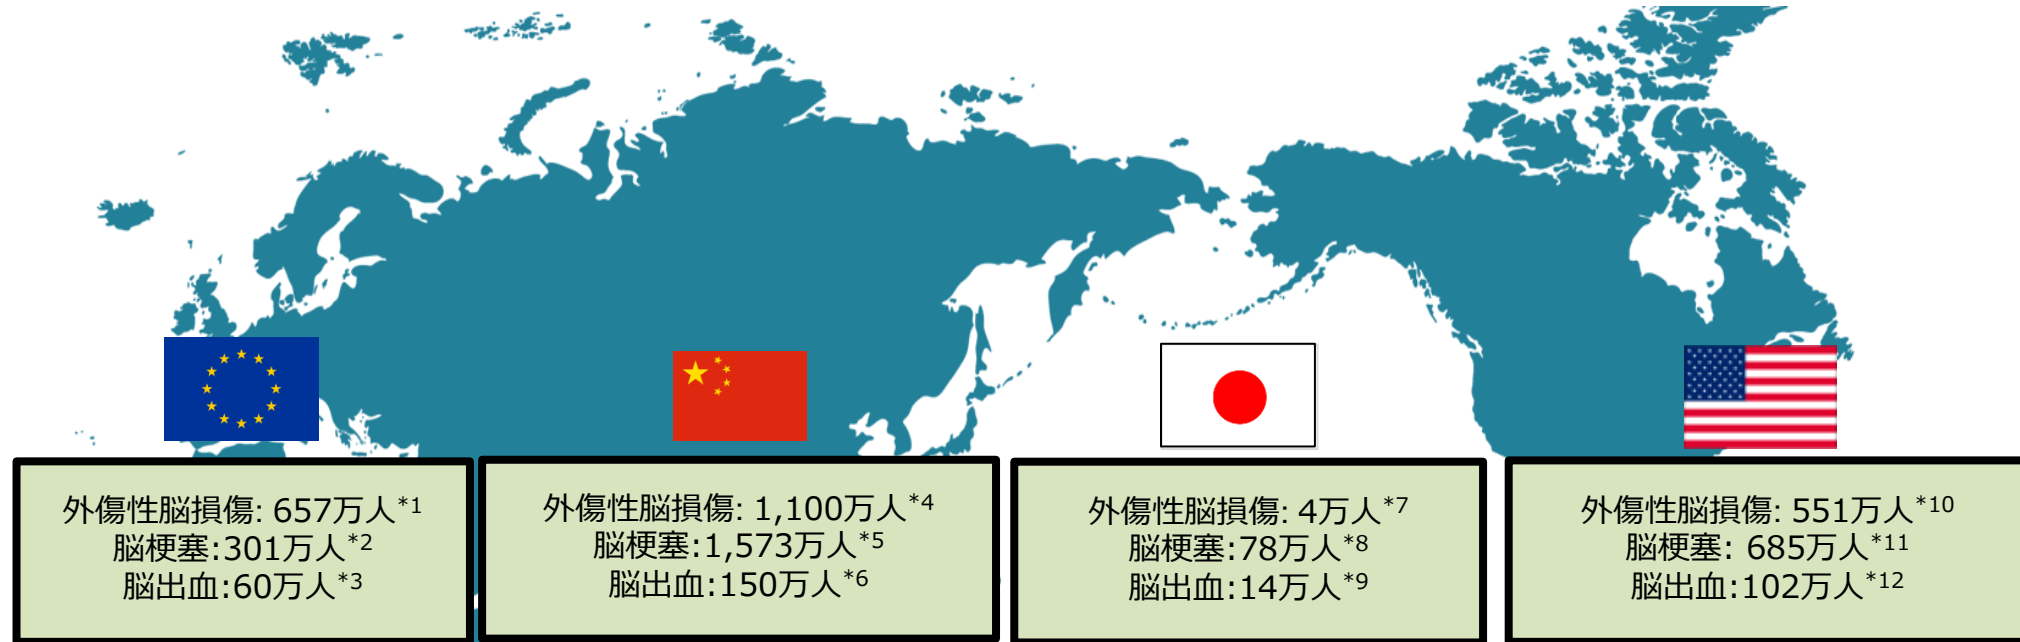 外傷性脳損傷: 657万人*1
脳梗塞:301万人*2
脳出血:60万人*3
外傷性脳損傷: 1,100万人*4
脳梗塞:1,573万人*5
脳出血:150万人*6
外傷性脳損傷: 4万人*7
脳梗塞:78万人*8
脳出血:14万人*9
外傷性脳損傷: 551万人*10
脳梗塞: 685万人*11
脳出血:102万人*12